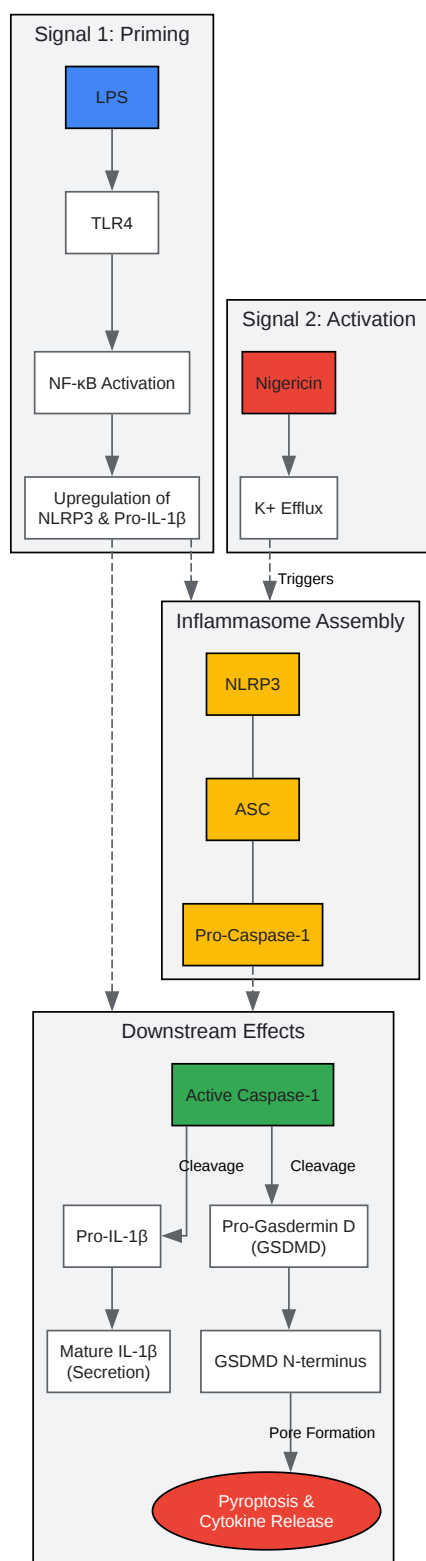 Signal 1: Priming
LPS
TLR4
NF-κB Activation
Upregulation of
NLRP3 & Pro-IL-1β
Signal 2: Activation
Nigericin
K+ Efflux
Triggers
Inflammasome Assembly
NLRP3
ASC
Pro-Caspase-1
Downstream Effects
Active Caspase-1
Cleavage
Cleavage
Pro-IL-1β
Pro-Gasdermin D
(GSDMD)
Mature IL-1β
(Secretion)
GSDMD N-terminus
Pore Formation
Pyroptosis &
Cytokine Release